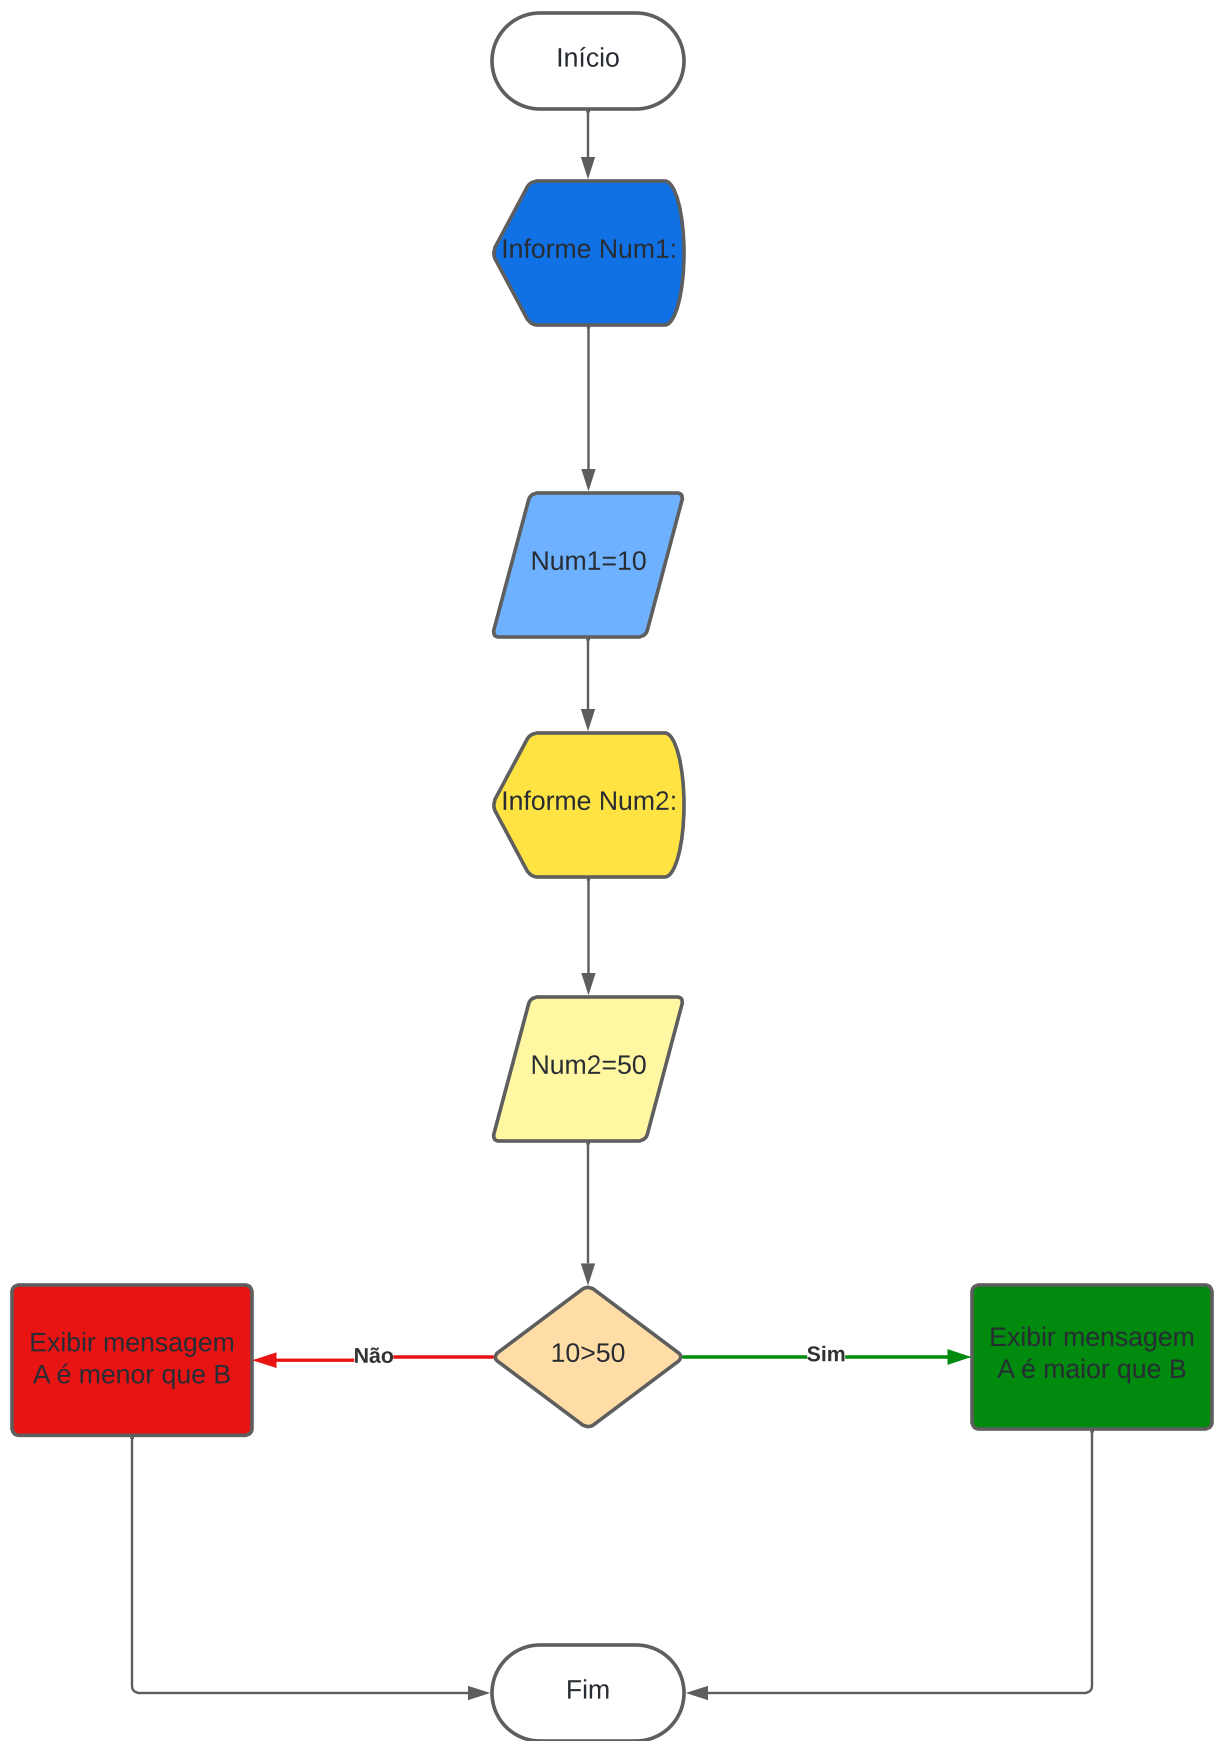 Início
Informe Num1:
Num1=10
Informe Num2:
Num2=50
Exibir mensagem
A é menor que B
Não
10>50
Sim
Exibir mensagem
A é maior que B
Fim